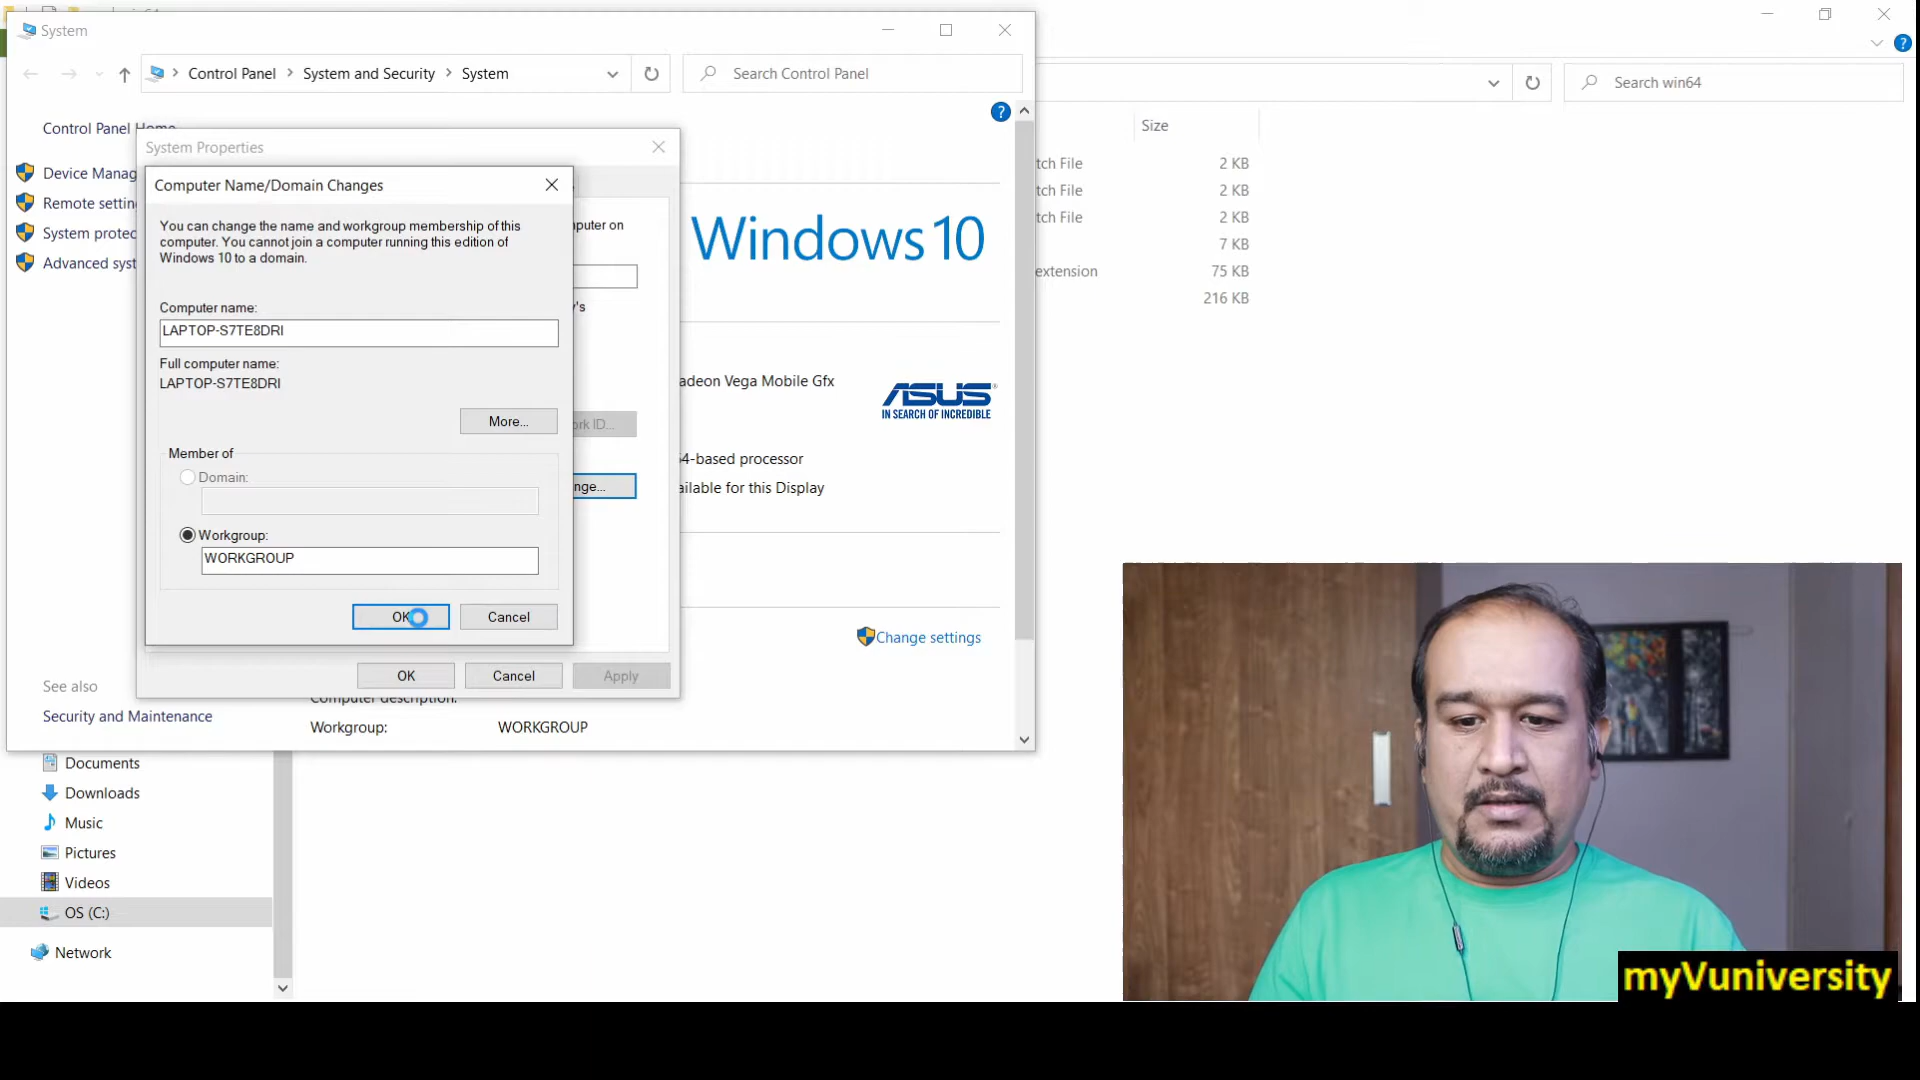 System
Control Panel
System and Security
System
Search Control Panel
Search win64
Control Panel Home
Size
System Properties
tch File
2 KB
Device Manag
Computer Name/Domain Changes
tch File
2 KB
Remote settin
You can change the name and workgroup membership of this
computer. You cannot join a computer running this edition of
Windows 10 to a domain.
mputer on
Windows 10
tch File
2 KB
System protec
7 KB
Advanced syst
extension
75 KB
Computer name:
LAPTOP-S7TE8DRI
y's
216 KB
Full computer name:
LAPTOP-S7TE8DRI
adeon Vega Mobile Gfx
ASUS
IN SEARCH OF INCREDIBLE
More...
ork ID...
Member of
64-based processor
Domain:
nge...
ailable for this Display
Workgroup:
WORKGROUP
OK
Cancel
Change settings
OK
Cancel
Apply
See also
Computer description:
Security and Maintenance
Workgroup:
WORKGROUP
Documents
Downloads
Music
Pictures
Videos
OS (C:)
Network
myVuniversity